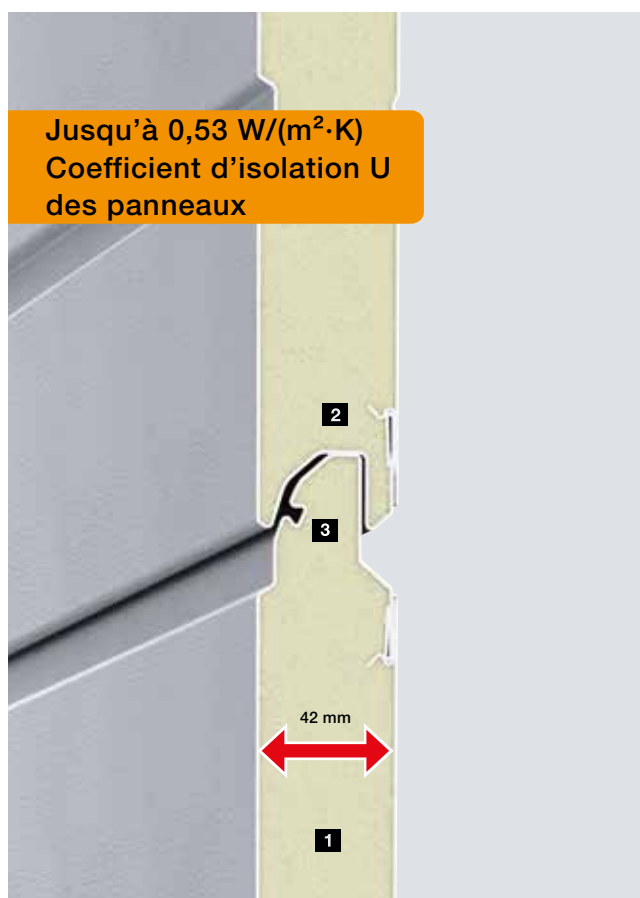 Jusqu'à 0,53 W/(m²·K)
Coefficient d'isolation U
des panneaux
2
3
42 mm
1